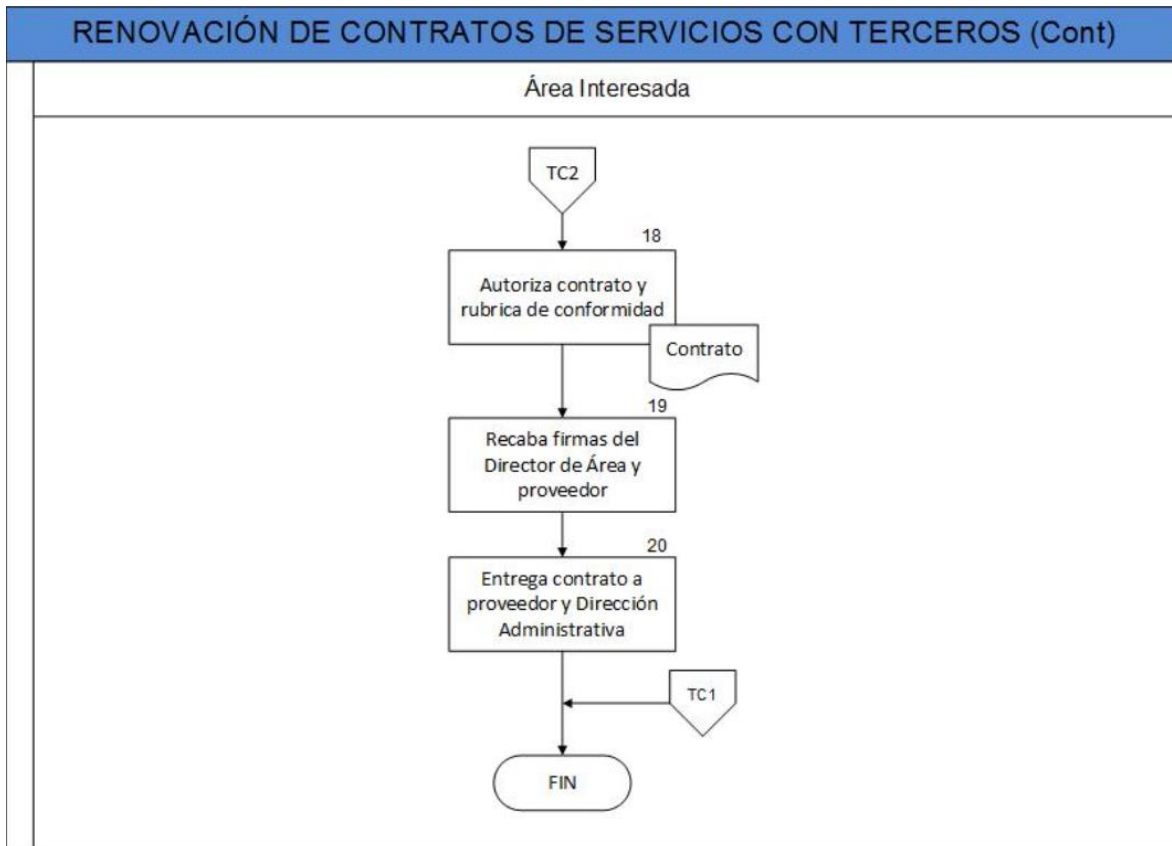 RENOVACIÓN DE CONTRATOS DE SERVICIOS CON TERCEROS (Cont)
Área Interesada
TC2
18
Autoriza contrato y
rubrica de conformidad
Contrato
19
Recaba firmas del
Director de Área y
proveedor
20
Entrega contrato a
proveedor y Dirección
Administrativa
TC1
FIN